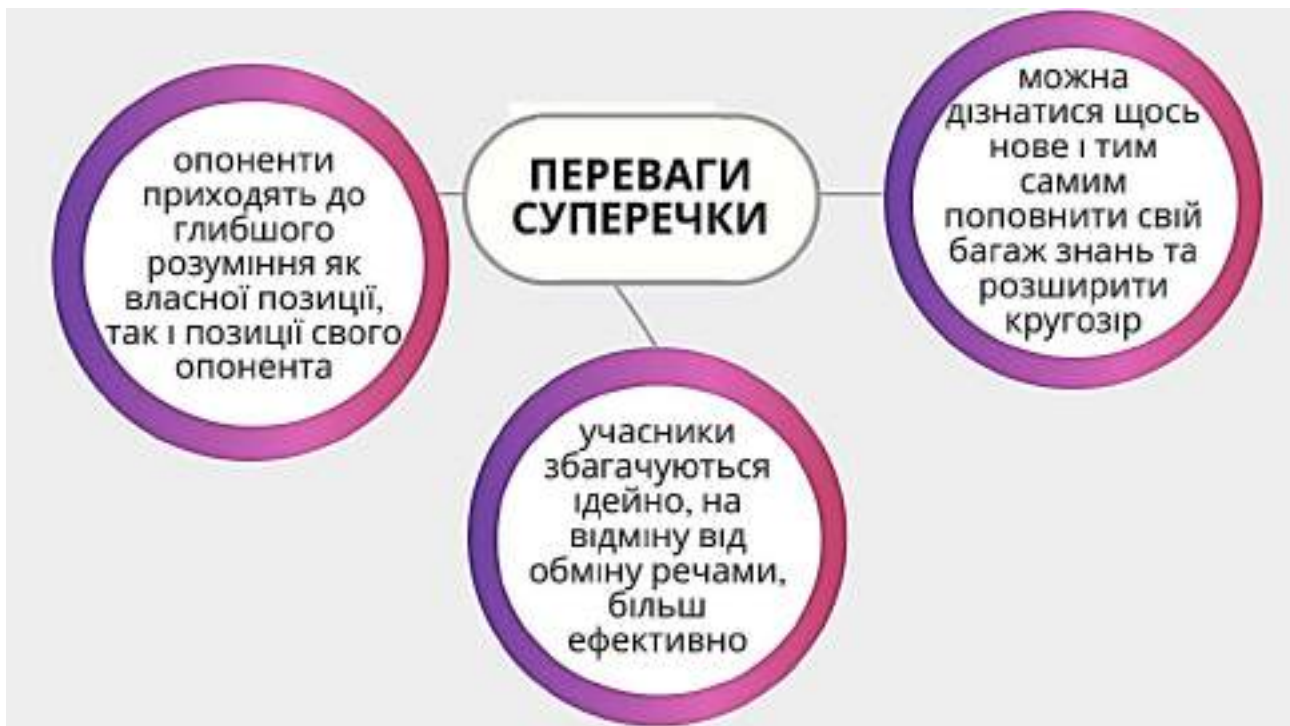 ПЕРЕВАГИ
СУПЕРЕЧКИ
опоненти
приходять до
глибшого
розуміння як
власної позиції,
так і позиції свого
опонента
учасники
збагачуються
ідейно, на
відміну від
обміну речами,
більш
ефективно
можна
дізнатися щось
нове і тим
самим
поповнити свій
багаж знань та
розширити
кругозір